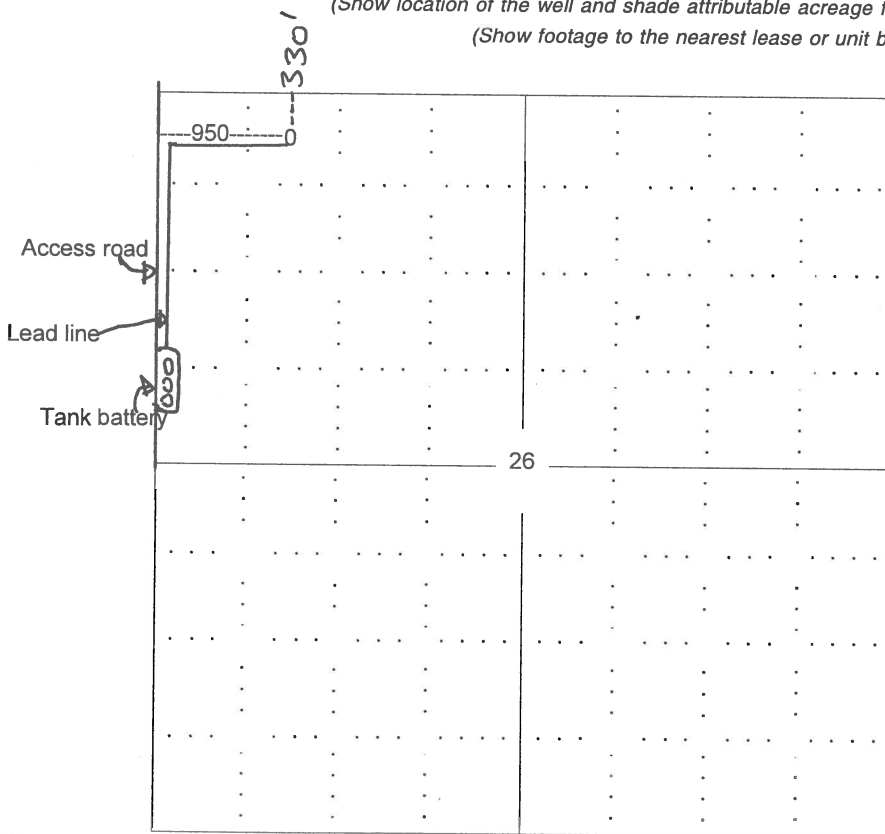 (Show location of the well and shade attributable acreage f
(Show footage to the nearest lease or unit b
330'
950
Access road
Lead line
Tank battery
26